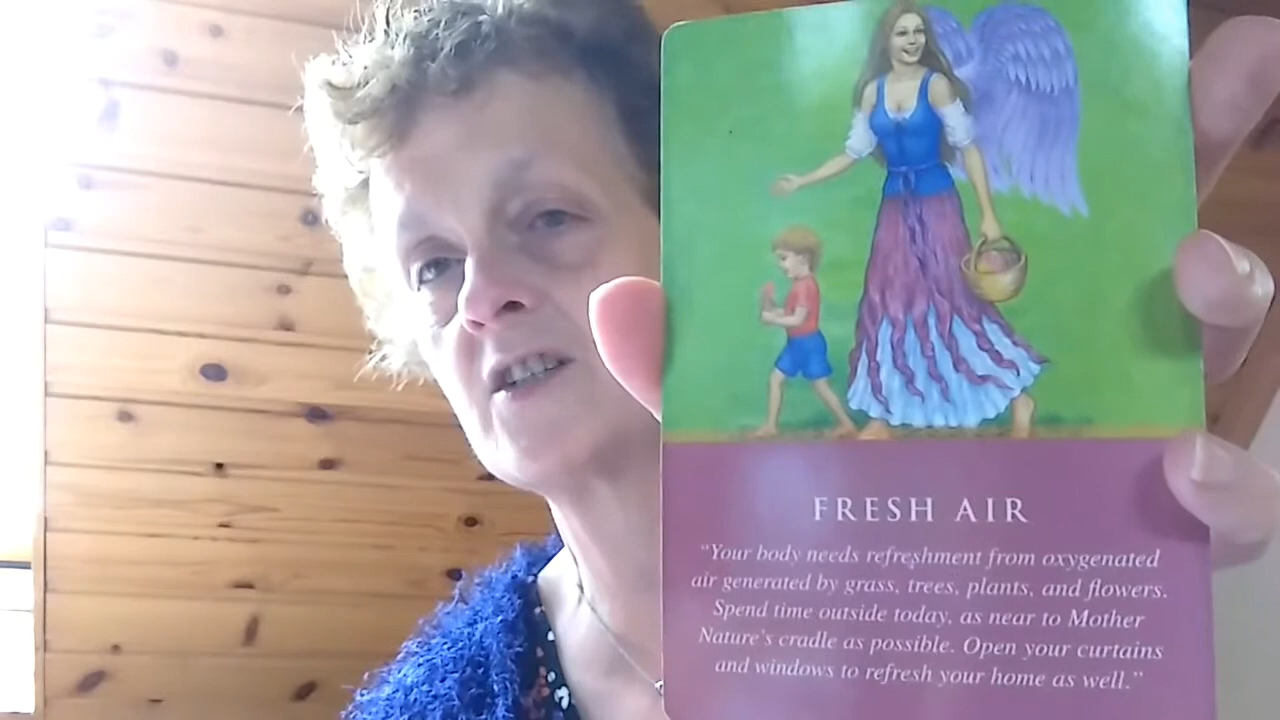 FRESH AIR
“Your body needs refreshment from oxygenated
air generated by grass, trees, plants, and flowers.
Spend time outside today, as near to Mother
Nature’s cradle as possible. Open your curtains
and windows to refresh your home as well.”